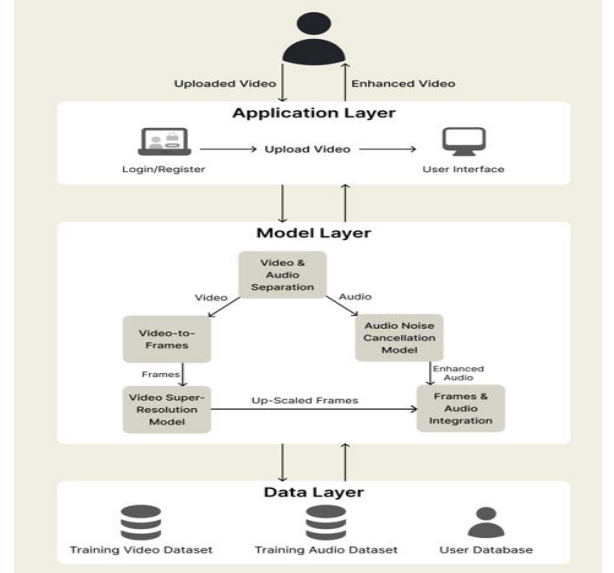 Uploaded Video
Enhanced Video
Application Layer
Login/Register
Upload Video
User Interface
Model Layer
Video &
Audio
Separation
Video
Audio
Video-to-
Frames
Audio Noise
Cancellation
Model
Frames
Enhanced
Audio
Video Super-
Resolution
Model
Up-Scaled Frames
Frames &
Audio
Integration
Data Layer
Training Video Dataset
Training Audio Dataset
User Database